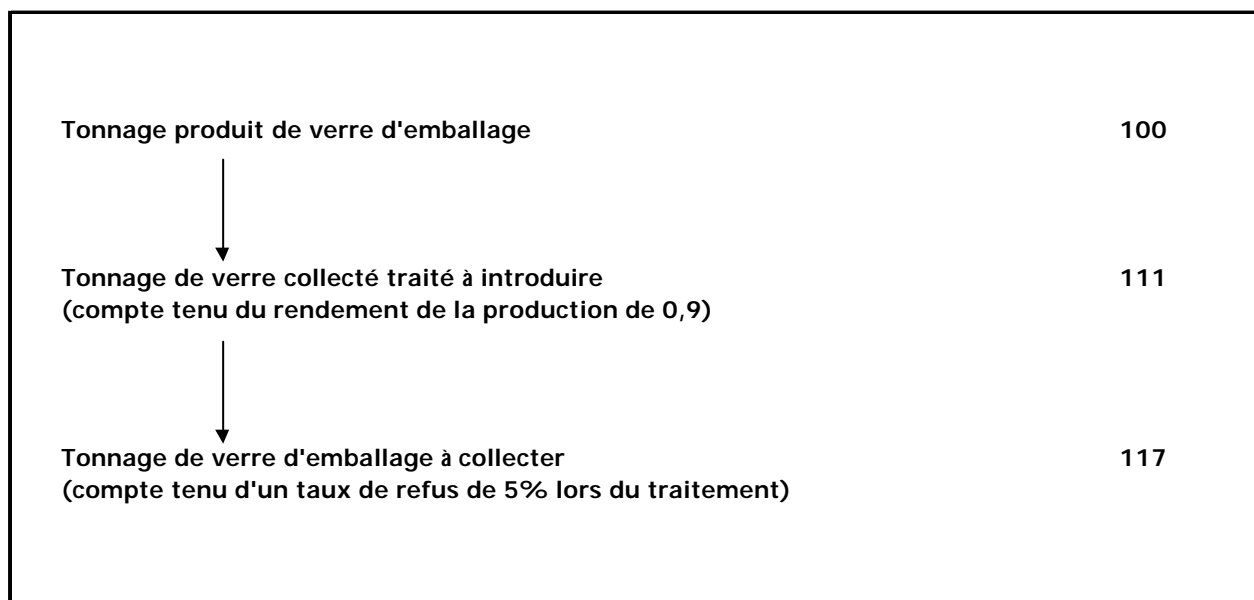 Tonnage produit de verre d'emballage 100
Tonnage de verre collecté traité à introduire 111
(compte tenu du rendement de la production de 0,9)
Tonnage de verre d'emballage à collecter 117
(compte tenu d'un taux de refus de 5% lors du traitement)